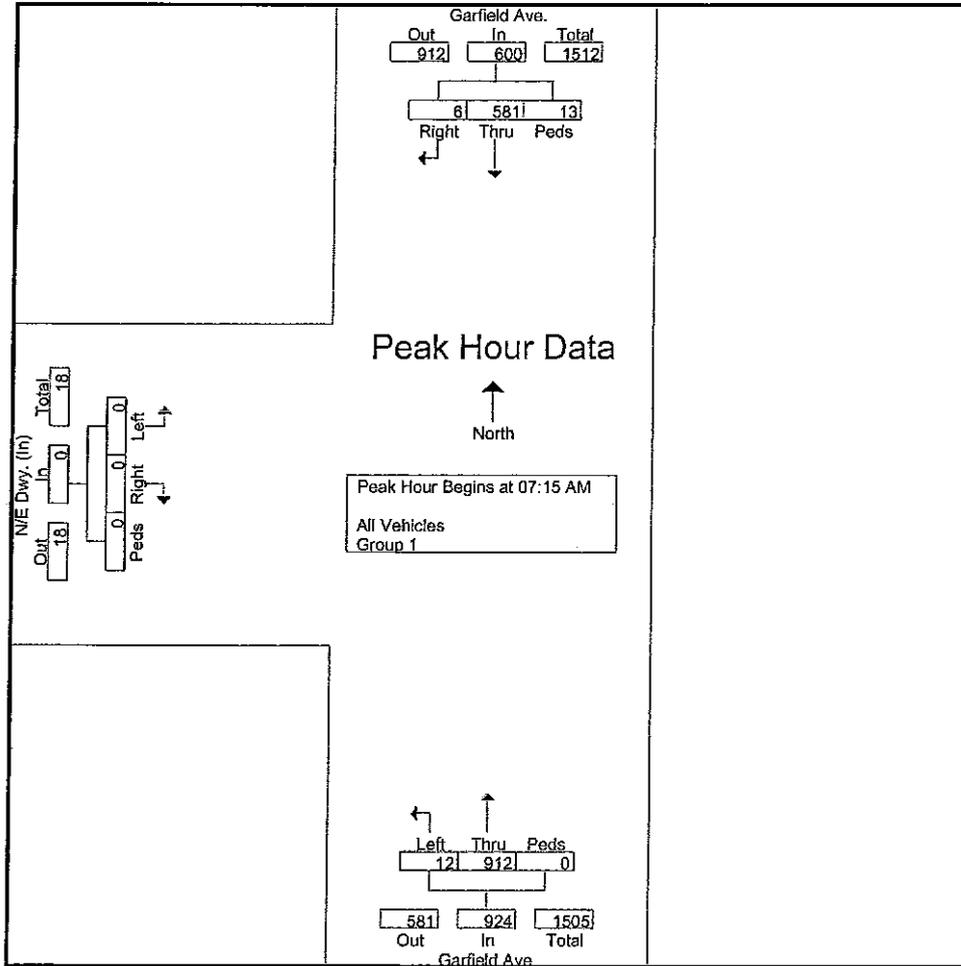 Garfield Ave.
Out In Total
912 600 1512
6 581 13
Right Thru Peds
Peak Hour Data
North
Peak Hour Begins at 07:15 AM
All Vehicles
Group 1
N/E Dwy. (In)
Out In Total
18 0 18
0 0 0
Peds Right Left
Left Thru Peds
12 912 0
581 924 1505
Out In Total
Garfield Ave